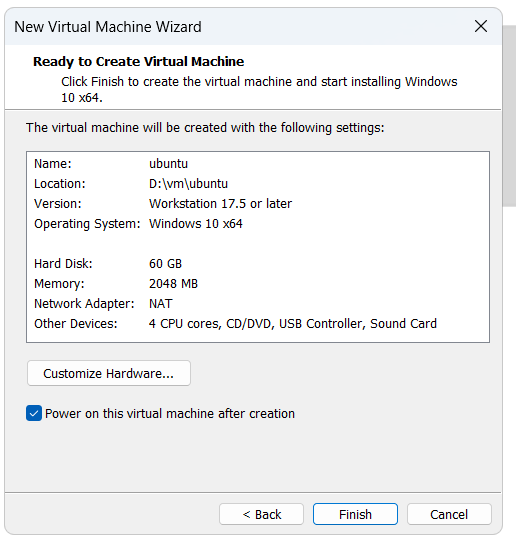 New Virtual Machine Wizard
Ready to Create Virtual Machine
Click Finish to create the virtual machine and start installing Windows
10 x64.
The virtual machine will be created with the following settings:
Name: ubuntu
Location: D:\vm\ubuntu
Version: Workstation 17.5 or later
Operating System: Windows 10 x64
Hard Disk: 60 GB
Memory: 2048 MB
Network Adapter: NAT
Other Devices: 4 CPU cores, CD/DVD, USB Controller, Sound Card
Customize Hardware...
Power on this virtual machine after creation
< Back Finish Cancel